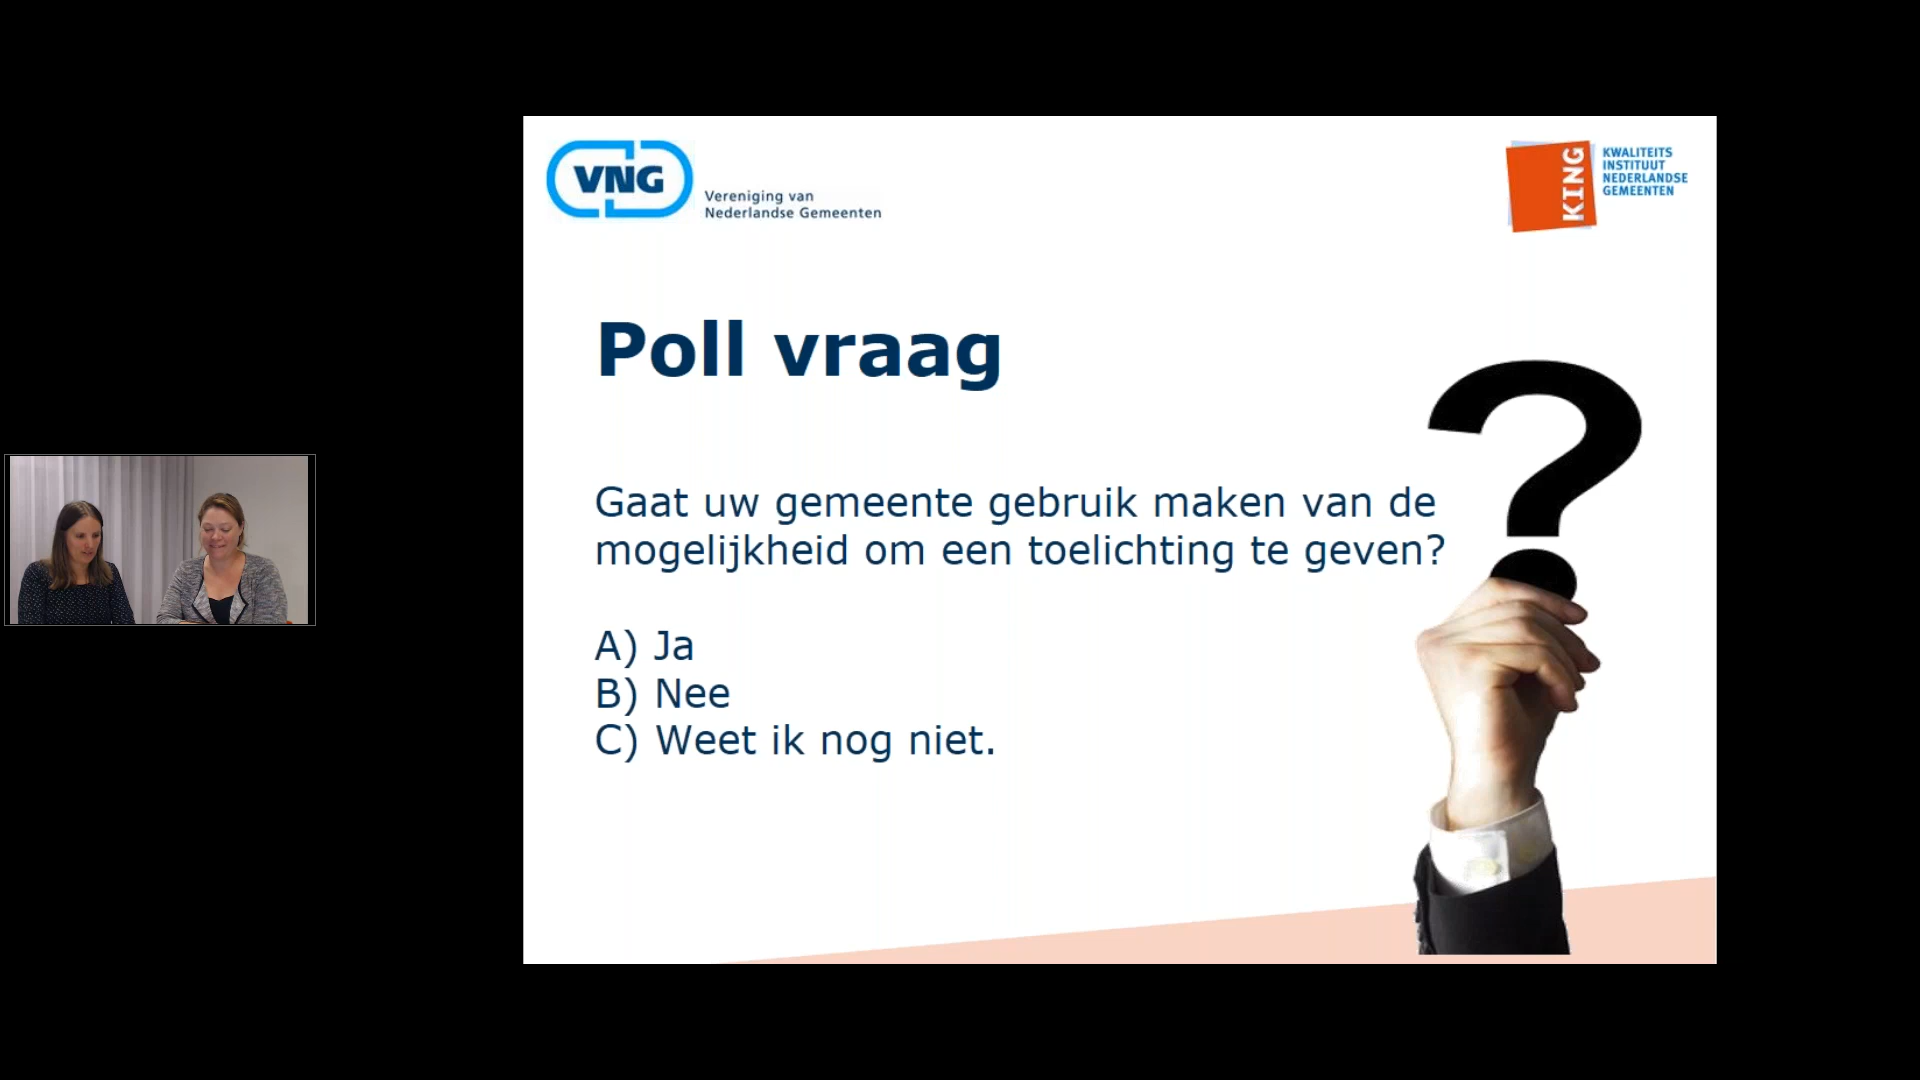 VNG
Vereniging van
Nederlandse Gemeenten
KING
KWALITEITS
INSTITUUT
NEDERLANDSE
GEMEENTEN
Poll vraag
Gaat uw gemeente gebruik maken van de
mogelijkheid om een toelichting te geven?
A) Ja
B) Nee
C) Weet ik nog niet.